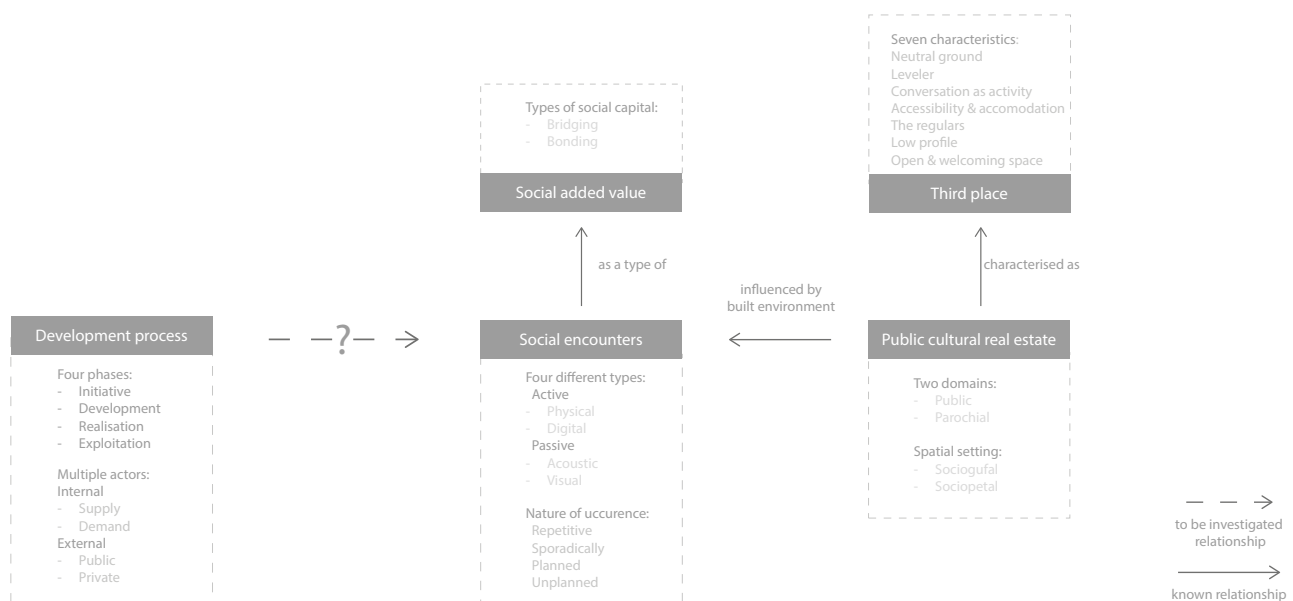 Seven characteristics:
Neutral ground
Leveler
Conversation as activity
Accessibility & accomodation
The regulars
Low profile
Open & welcoming space
Third place
Types of social capital:
- Bridging
- Bonding
Social added value
as a type of
characterised as
influenced by
built environment
Development process
?
Social encounters
Public cultural real estate
Four phases:
- Initiative
- Development
- Realisation
- Exploitation
Multiple actors:
Internal
- Supply
- Demand
External
- Public
- Private
Four different types:
Active
- Physical
- Digital
Passive
- Acoustic
- Visual
Nature of uccurence:
Repetitive
Sporadically
Planned
Unplanned
Two domains:
- Public
- Parochial
Spatial setting:
- Sociogufal
- Sociopetal
to be investigated
relationship
known relationship